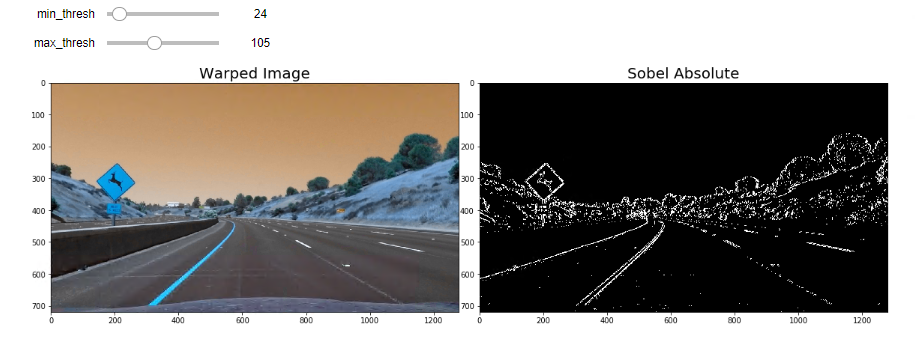 min_thresh 24
max_thresh 105
Warped Image Sobel Absolute
0 0
100 100
200 200
300 300
400 400
500 500
600 600
700 700
0 200 400 600 800 1000 1200 0 200 400 600 800 1000 1200